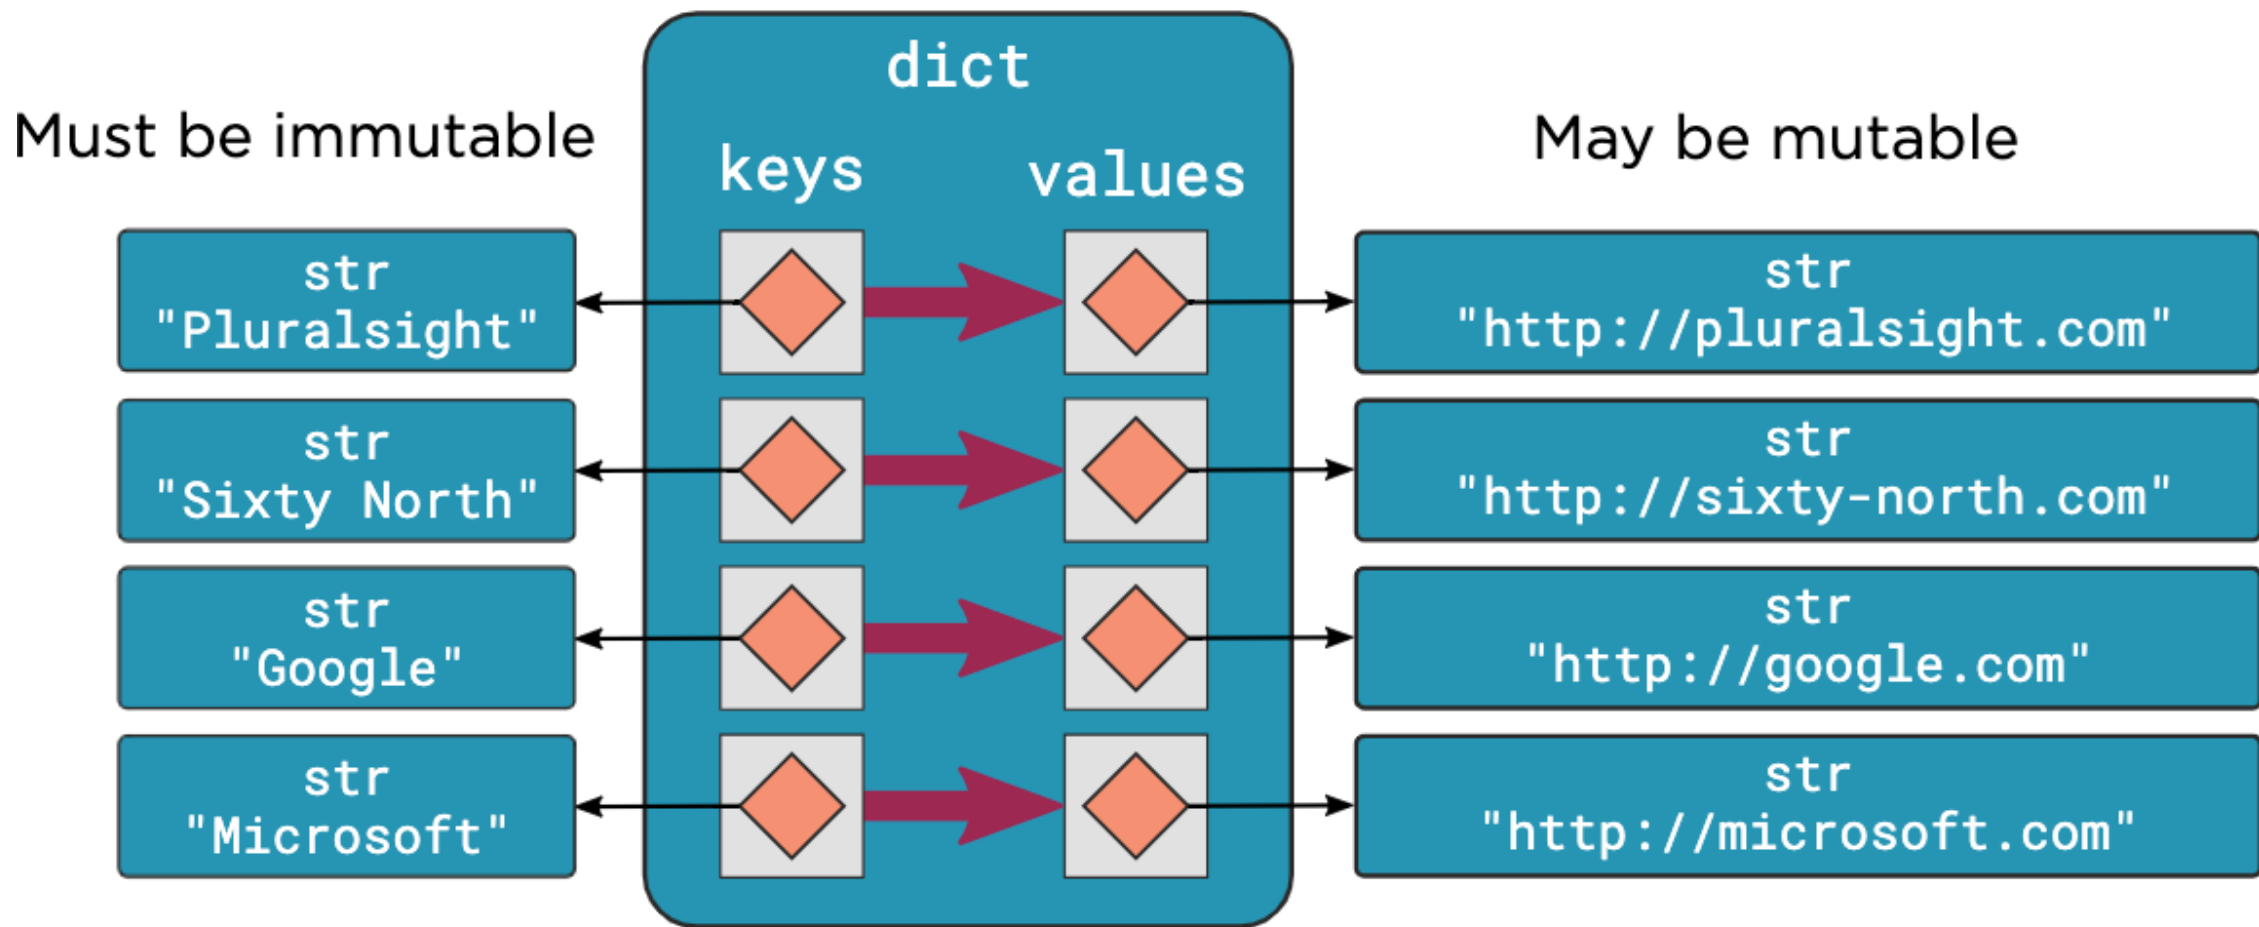 dict
Must be immutable
May be mutable
keys
values
str
"Pluralsight"
str
"http://pluralsight.com"
str
"Sixty North"
str
"http://sixty-north.com"
str
"Google"
str
"http://google.com"
str
"Microsoft"
str
"http://microsoft.com"